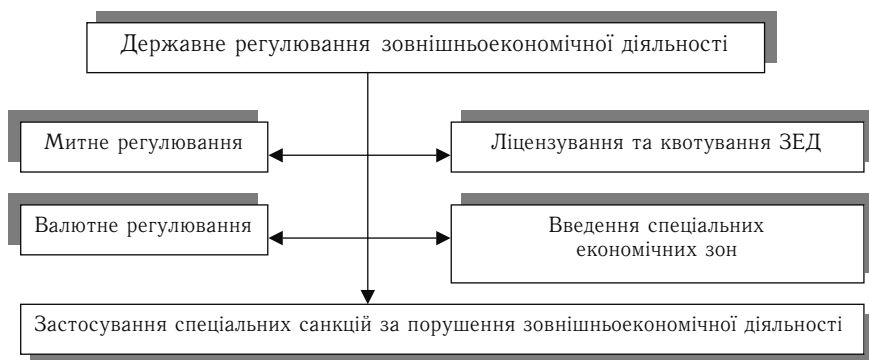 Державне регулювання зовнішньоекономічної діяльності
Митне регулювання
Ліцензування та квотування ЗЕД
Валютне регулювання
Введення спеціальних
економічних зон
Застосування спеціальних санкцій за порушення зовнішньоекономічної діяльності